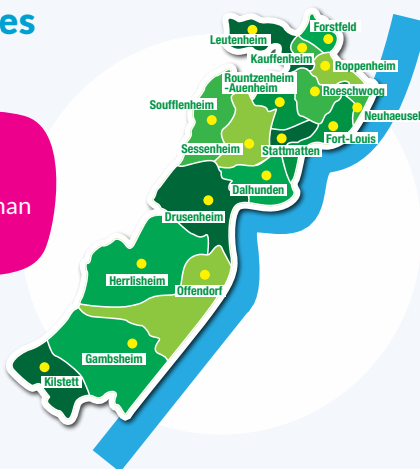 es
Leutenheim
Forstfeld
Kauffenheim
Roppenheim
Rountzenheim
-Auenheim
Roeschwoog
Soufflenheim
Neuhaeusel
Fort-Louis
Sessenheim
Stattmatten
Dalhunden
Drusenheim
Herrlisheim
Offendorf
Gambsheim
Kilstett